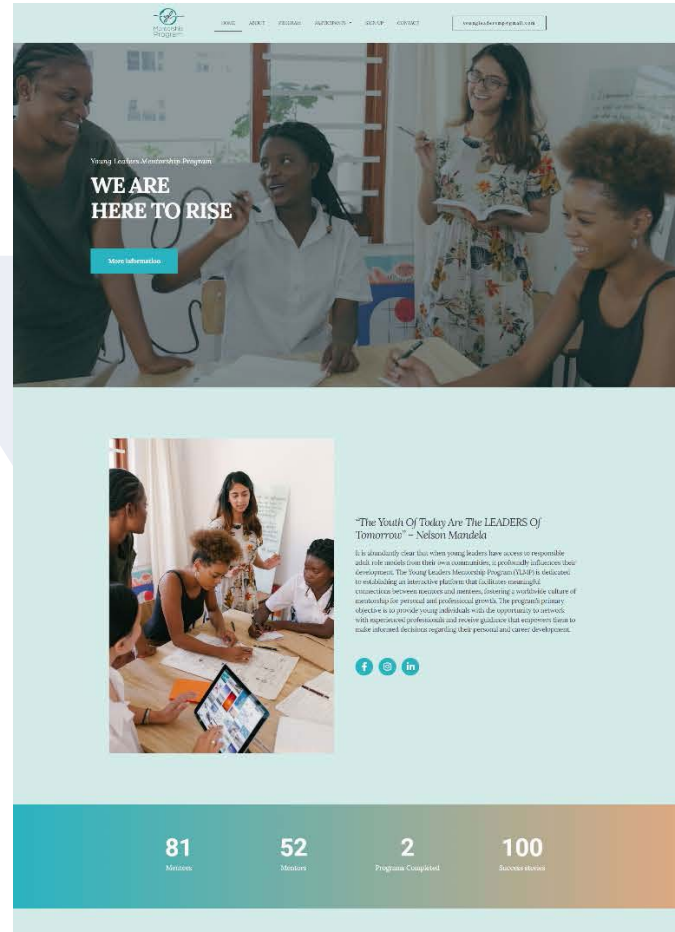 Mentorship
Program
HOME ABOUT PROGRAM PARTICIPANTS SIGN UP CONTACT
Young Leaders Mentorship Program
WE ARE
HERE TO RISE
More Information
"The Youth Of Today Are The LEADERS Of
Tomorrow" – Nelson Mandela
It is abundantly clear that when young leaders have access to responsible
adult role models from their own communities, it profoundly influences their
development. The Young Leaders Mentorship Program (YLMP) is dedicated
to establishing an interactive platform that facilitates meaningful
connections between mentors and mentees, fostering a worldwide culture of
mentorship for personal and professional growth. The program's primary
objective is to provide young individuals with the opportunity to network
with experienced professionals and receive guidance that empowers them to
make informed decisions regarding their personal and career development.
81 52 2 100
Mentors Programs Completed Success stories